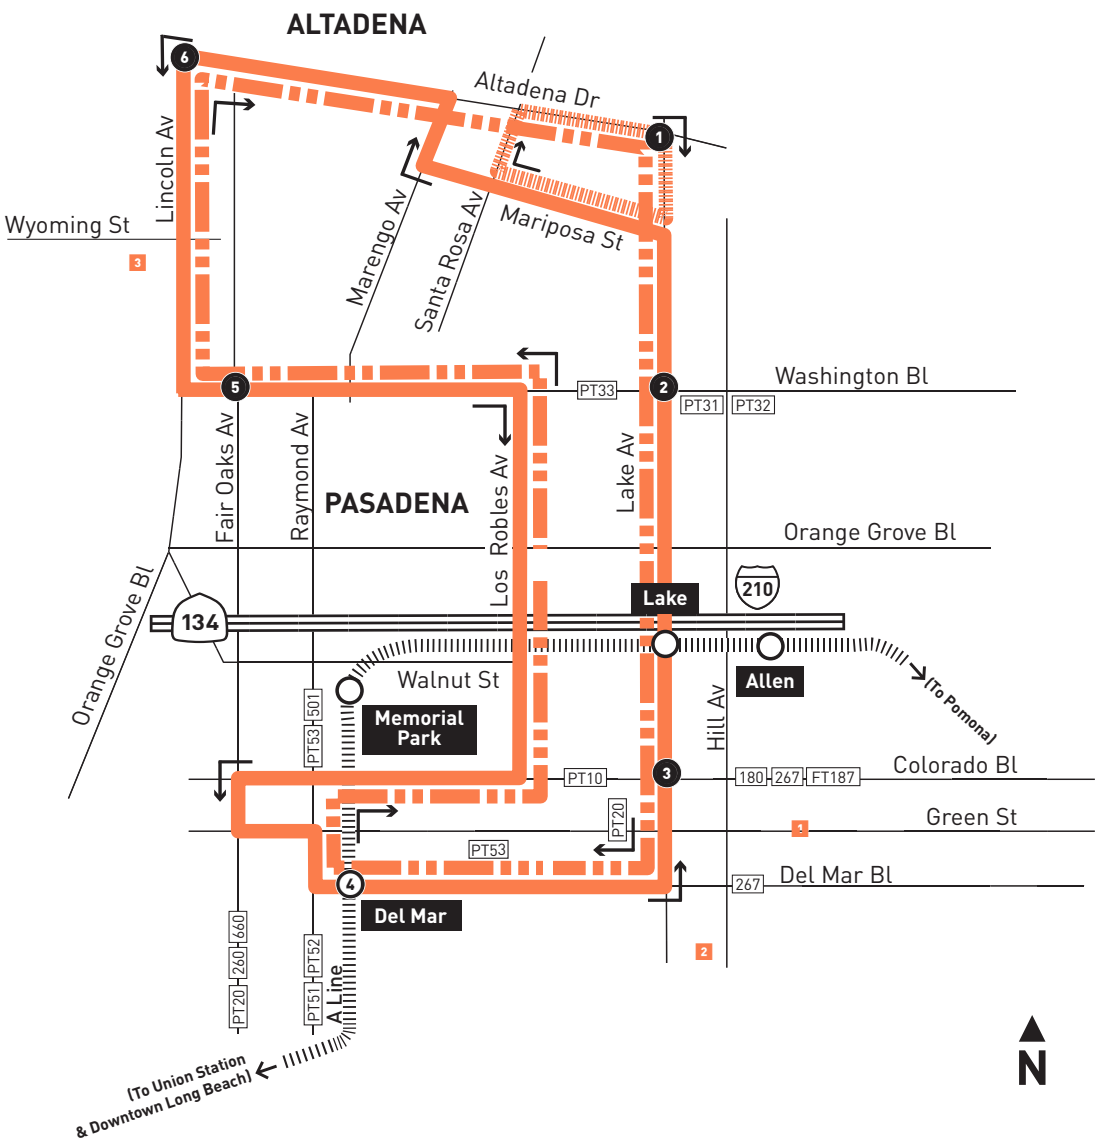 ALTADENA
6
Altadena Dr
1
Lincoln Av
Wyoming St
3
Marengo Av
Santa Rosa Av
Mariposa St
5
PT33
2
Washington Bl
PT31
PT32
Fair Oaks Av
Raymond Av
PASADENA
Los Robles Av
Lake Av
Orange Grove Bl
Orange Grove Bl
134
Lake
210
Walnut St
Allen
(To Pomona)
Memorial
Park
501
PT53
Hill Av
PT10
3
180
267
FT187
Colorado Bl
PT20
1
Green St
PT53
4
267
Del Mar Bl
Del Mar
2
660
260
PT20
PT52
PT51
A Line
(To Union Station
& Downtown Long Beach)
N